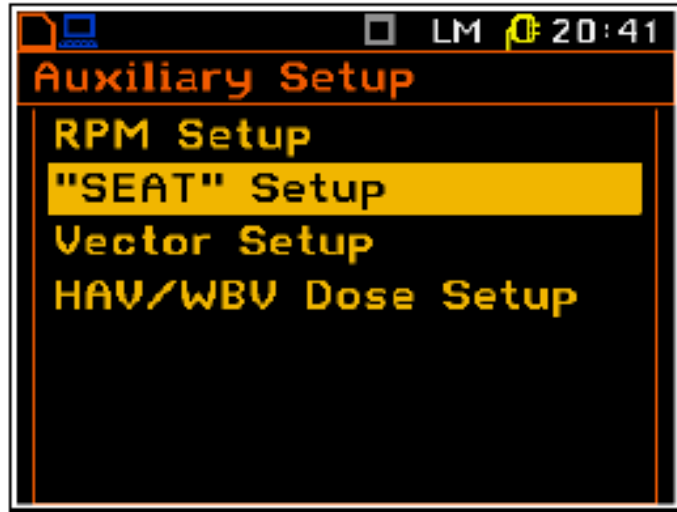 LM 20:41
Auxiliary Setup
RPM Setup
"SEAT" Setup
Vector Setup
HAV/WBV Dose Setup